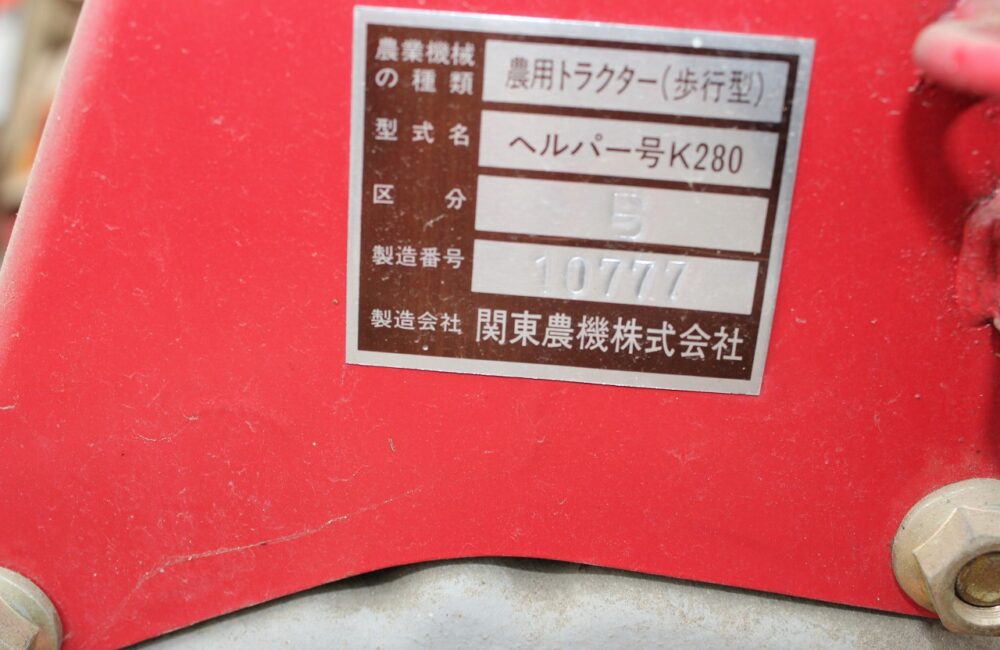 農業機械の種類 農用トラクター(歩行型)
型式名 ヘルパー号K280
区分 B
製造番号 10777
製造会社 関東農機株式会社